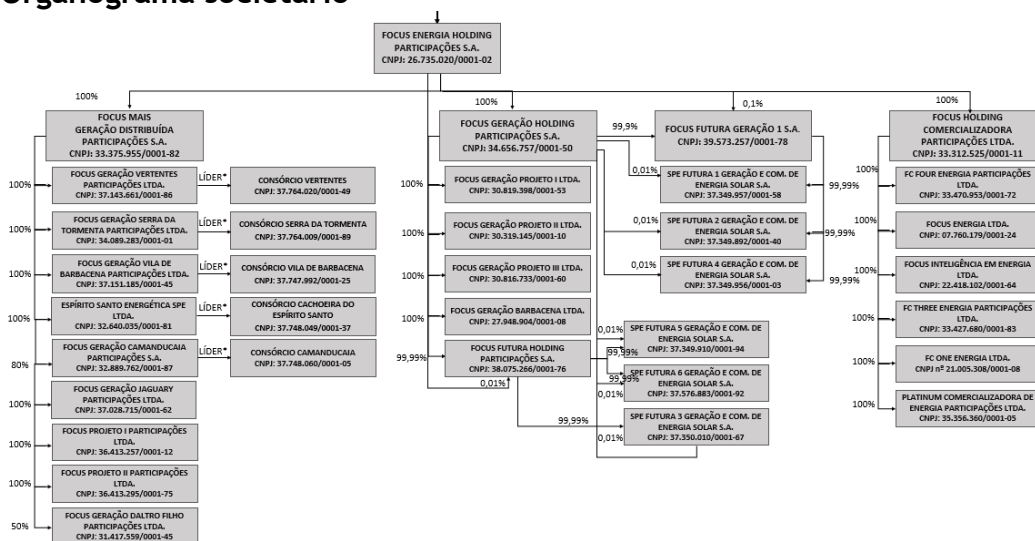 Organograma societário
FOCUS ENERGIA HOLDING
PARTICIPAÇÕES S.A.
CNPJ: 26.735.020/0001-02
100%
100%
0,1%
100%
FOCUS MAIS
GERAÇÃO DISTRIBUÍDA
PARTICIPAÇÕES S.A.
CNPJ: 33.375.955/0001-82
100%
FOCUS GERAÇÃO VERTENTES
PARTICIPAÇÕES LTDA.
CNPJ: 37.143.661/0001-86
LÍDER*
CONSÓRCIO VERTENTES
CNPJ: 37.764.020/0001-49
100%
FOCUS GERAÇÃO SERRA DA
TORMENTA PARTICIPAÇÕES LTDA.
CNPJ: 34.089.283/0001-01
LÍDER*
CONSÓRCIO SERRA DA TORMENTA
CNPJ: 37.764.009/0001-89
100%
FOCUS GERAÇÃO VILA DE
BARBACENA PARTICIPAÇÕES LTDA.
CNPJ: 37.151.185/0001-45
LÍDER*
CONSÓRCIO VILA DE BARBACENA
CNPJ: 37.747.992/0001-25
100%
ESPÍRITO SANTO ENERGÉTICA SPE
LTDA.
CNPJ: 32.640.035/0001-81
LÍDER*
CONSÓRCIO CACHOEIRA DO
ESPÍRITO SANTO
CNPJ: 37.748.049/0001-37
80%
FOCUS GERAÇÃO CAMANDUCAIA
PARTICIPAÇÕES S.A.
CNPJ: 32.889.762/0001-87
LÍDER*
CONSÓRCIO CAMANDUCAIA
CNPJ: 37.748.060/0001-05
100%
FOCUS GERAÇÃO JAGUARY
PARTICIPAÇÕES LTDA.
CNPJ: 37.028.715/0001-62
100%
FOCUS PROJETO I PARTICIPAÇÕES
LTDA.
CNPJ: 36.413.257/0001-12
100%
FOCUS PROJETO II PARTICIPAÇÕES
LTDA.
CNPJ: 36.413.295/0001-75
50%
FOCUS GERAÇÃO DALTRO FILHO
PARTICIPAÇÕES LTDA.
CNPJ: 31.417.559/0001-45
FOCUS GERAÇÃO HOLDING
PARTICIPAÇÕES S.A.
CNPJ: 34.656.757/0001-50
99,9%
100%
FOCUS GERAÇÃO PROJETO I LTDA.
CNPJ: 30.819.398/0001-53
100%
FOCUS GERAÇÃO PROJETO II LTDA.
CNPJ: 30.319.145/0001-10
100%
FOCUS GERAÇÃO PROJETO III LTDA.
CNPJ: 30.816.733/0001-60
100%
FOCUS GERAÇÃO BARBACENA LTDA.
CNPJ: 27.948.904/0001-08
99,99%
FOCUS FUTURA HOLDING
PARTICIPAÇÕES S.A.
CNPJ: 38.075.266/0001-76
0,01%
FOCUS FUTURA GERAÇÃO 1 S.A.
CNPJ: 39.573.257/0001-78
0,01%
SPE FUTURA 1 GERAÇÃO E COM. DE
ENERGIA SOLAR S.A.
CNPJ: 37.349.957/0001-58
99,99%
0,01%
SPE FUTURA 2 GERAÇÃO E COM. DE
ENERGIA SOLAR S.A.
CNPJ: 37.349.892/0001-40
99,99%
0,01%
SPE FUTURA 4 GERAÇÃO E COM. DE
ENERGIA SOLAR S.A.
CNPJ: 37.349.956/0001-03
99,99%
0,01%
99,99%
SPE FUTURA 5 GERAÇÃO E COM. DE
ENERGIA SOLAR S.A.
CNPJ: 37.349.910/0001-94
99,99%
0,01%
SPE FUTURA 6 GERAÇÃO E COM. DE
ENERGIA SOLAR S.A.
CNPJ: 37.576.883/0001-92
99,99%
0,01%
SPE FUTURA 3 GERAÇÃO E COM. DE
ENERGIA SOLAR S.A.
CNPJ: 37.350.010/0001-67
FOCUS HOLDING
COMERCIALIZADORA
PARTICIPAÇÕES LTDA.
CNPJ: 33.312.525/0001-11
100%
FC FOUR ENERGIA PARTICIPAÇÕES
LTDA.
CNPJ: 33.470.953/0001-72
100%
FOCUS ENERGIA LTDA.
CNPJ: 07.760.179/0001-24
100%
FOCUS INTELIGÊNCIA EM ENERGIA
LTDA.
CNPJ: 22.418.102/0001-64
100%
FC THREE ENERGIA PARTICIPAÇÕES
LTDA.
CNPJ: 33.427.680/0001-83
100%
FC ONE ENERGIA LTDA.
CNPJ nº 21.005.308/0001-08
100%
PLATINUM COMERCIALIZADORA DE
ENERGIA PARTICIPAÇÕES LTDA.
CNPJ: 35.356.360/0001-05